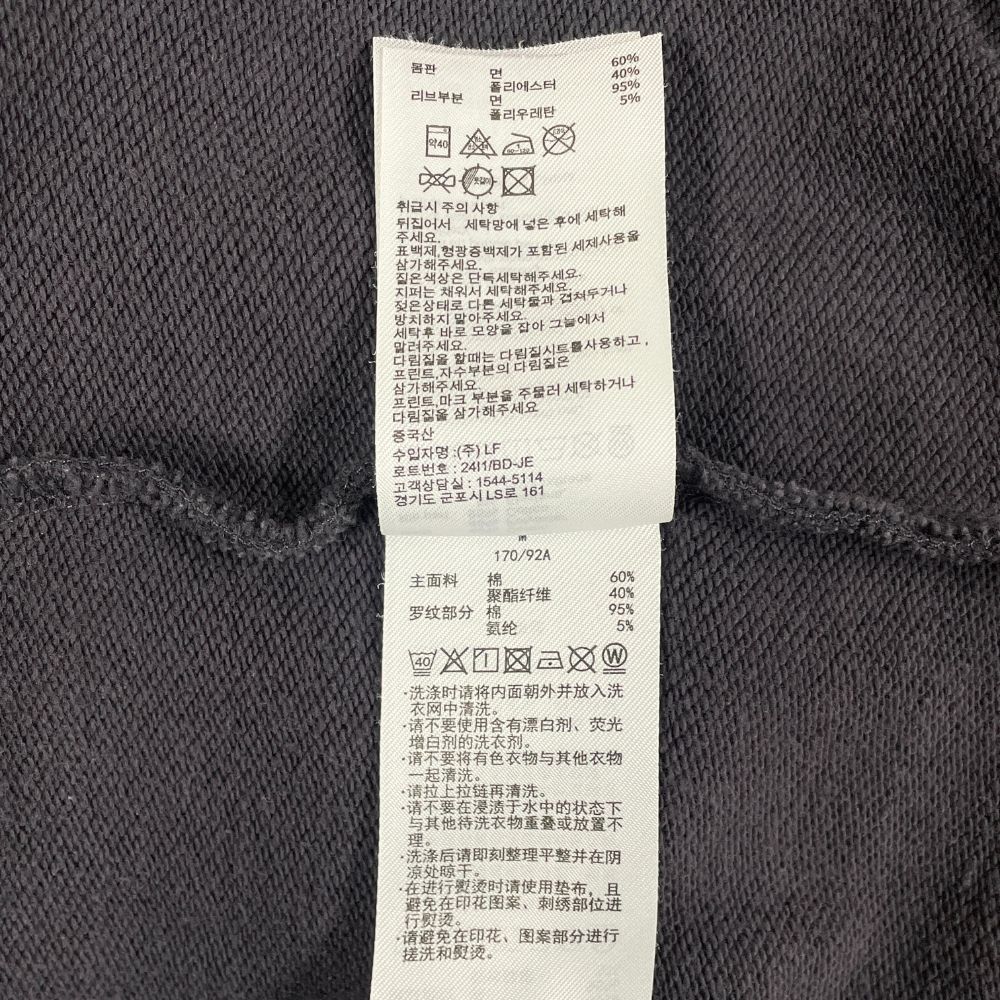 몸판 면 60%
폴리에스터 40%
리브부분 면 95%
폴리우레탄 5%
약40
취급시 주의 사항
뒤집어서 세탁망에 넣은 후에 세탁해
주세요.
표백제,형광증백제가 포함된 세제사용을
삼가해주세요.
짙은색상은 단독세탁해주세요.
지퍼는 채워서 세탁해주세요.
젖은상태로 다른 세탁물과 겹쳐두거나
방치하지 말아주세요.
세탁후 바로 모양을 잡아 그늘에서
말려주세요.
다림질을 할때는 다림질시트를사용하고,
프린트,자수부분의 다림질은
삼가해주세요.
프린트,마크 부분을 주물러 세탁하거나
다림질을 삼가해주세요
중국산
수입자명 :(주) LF
로트번호 : 24I1/BD-JE
고객상담실 : 1544-5114
경기도 군포시 LS로 161
M
170/92A
主面料 棉 60%
聚酯纤维 40%
罗纹部分 棉 95%
氨纶 5%
40 W
·洗涤时请将内面朝外并放入洗
衣网中清洗。
·请不要使用含有漂白剂、荧光
增白剂的洗衣剂。
·请不要将有色衣物与其他衣物
一起清洗。
·请拉上拉链再清洗。
·请不要在浸渍于水中的状态下
与其他待洗衣物重叠或放置不
理。
·洗涤后请即刻整理平整并在阴
凉处晾干。
·在进行熨烫时请使用垫布，且
避免在印花图案、刺绣部位进
行熨烫。
·请避免在印花、图案部分进行
搓洗和熨烫。